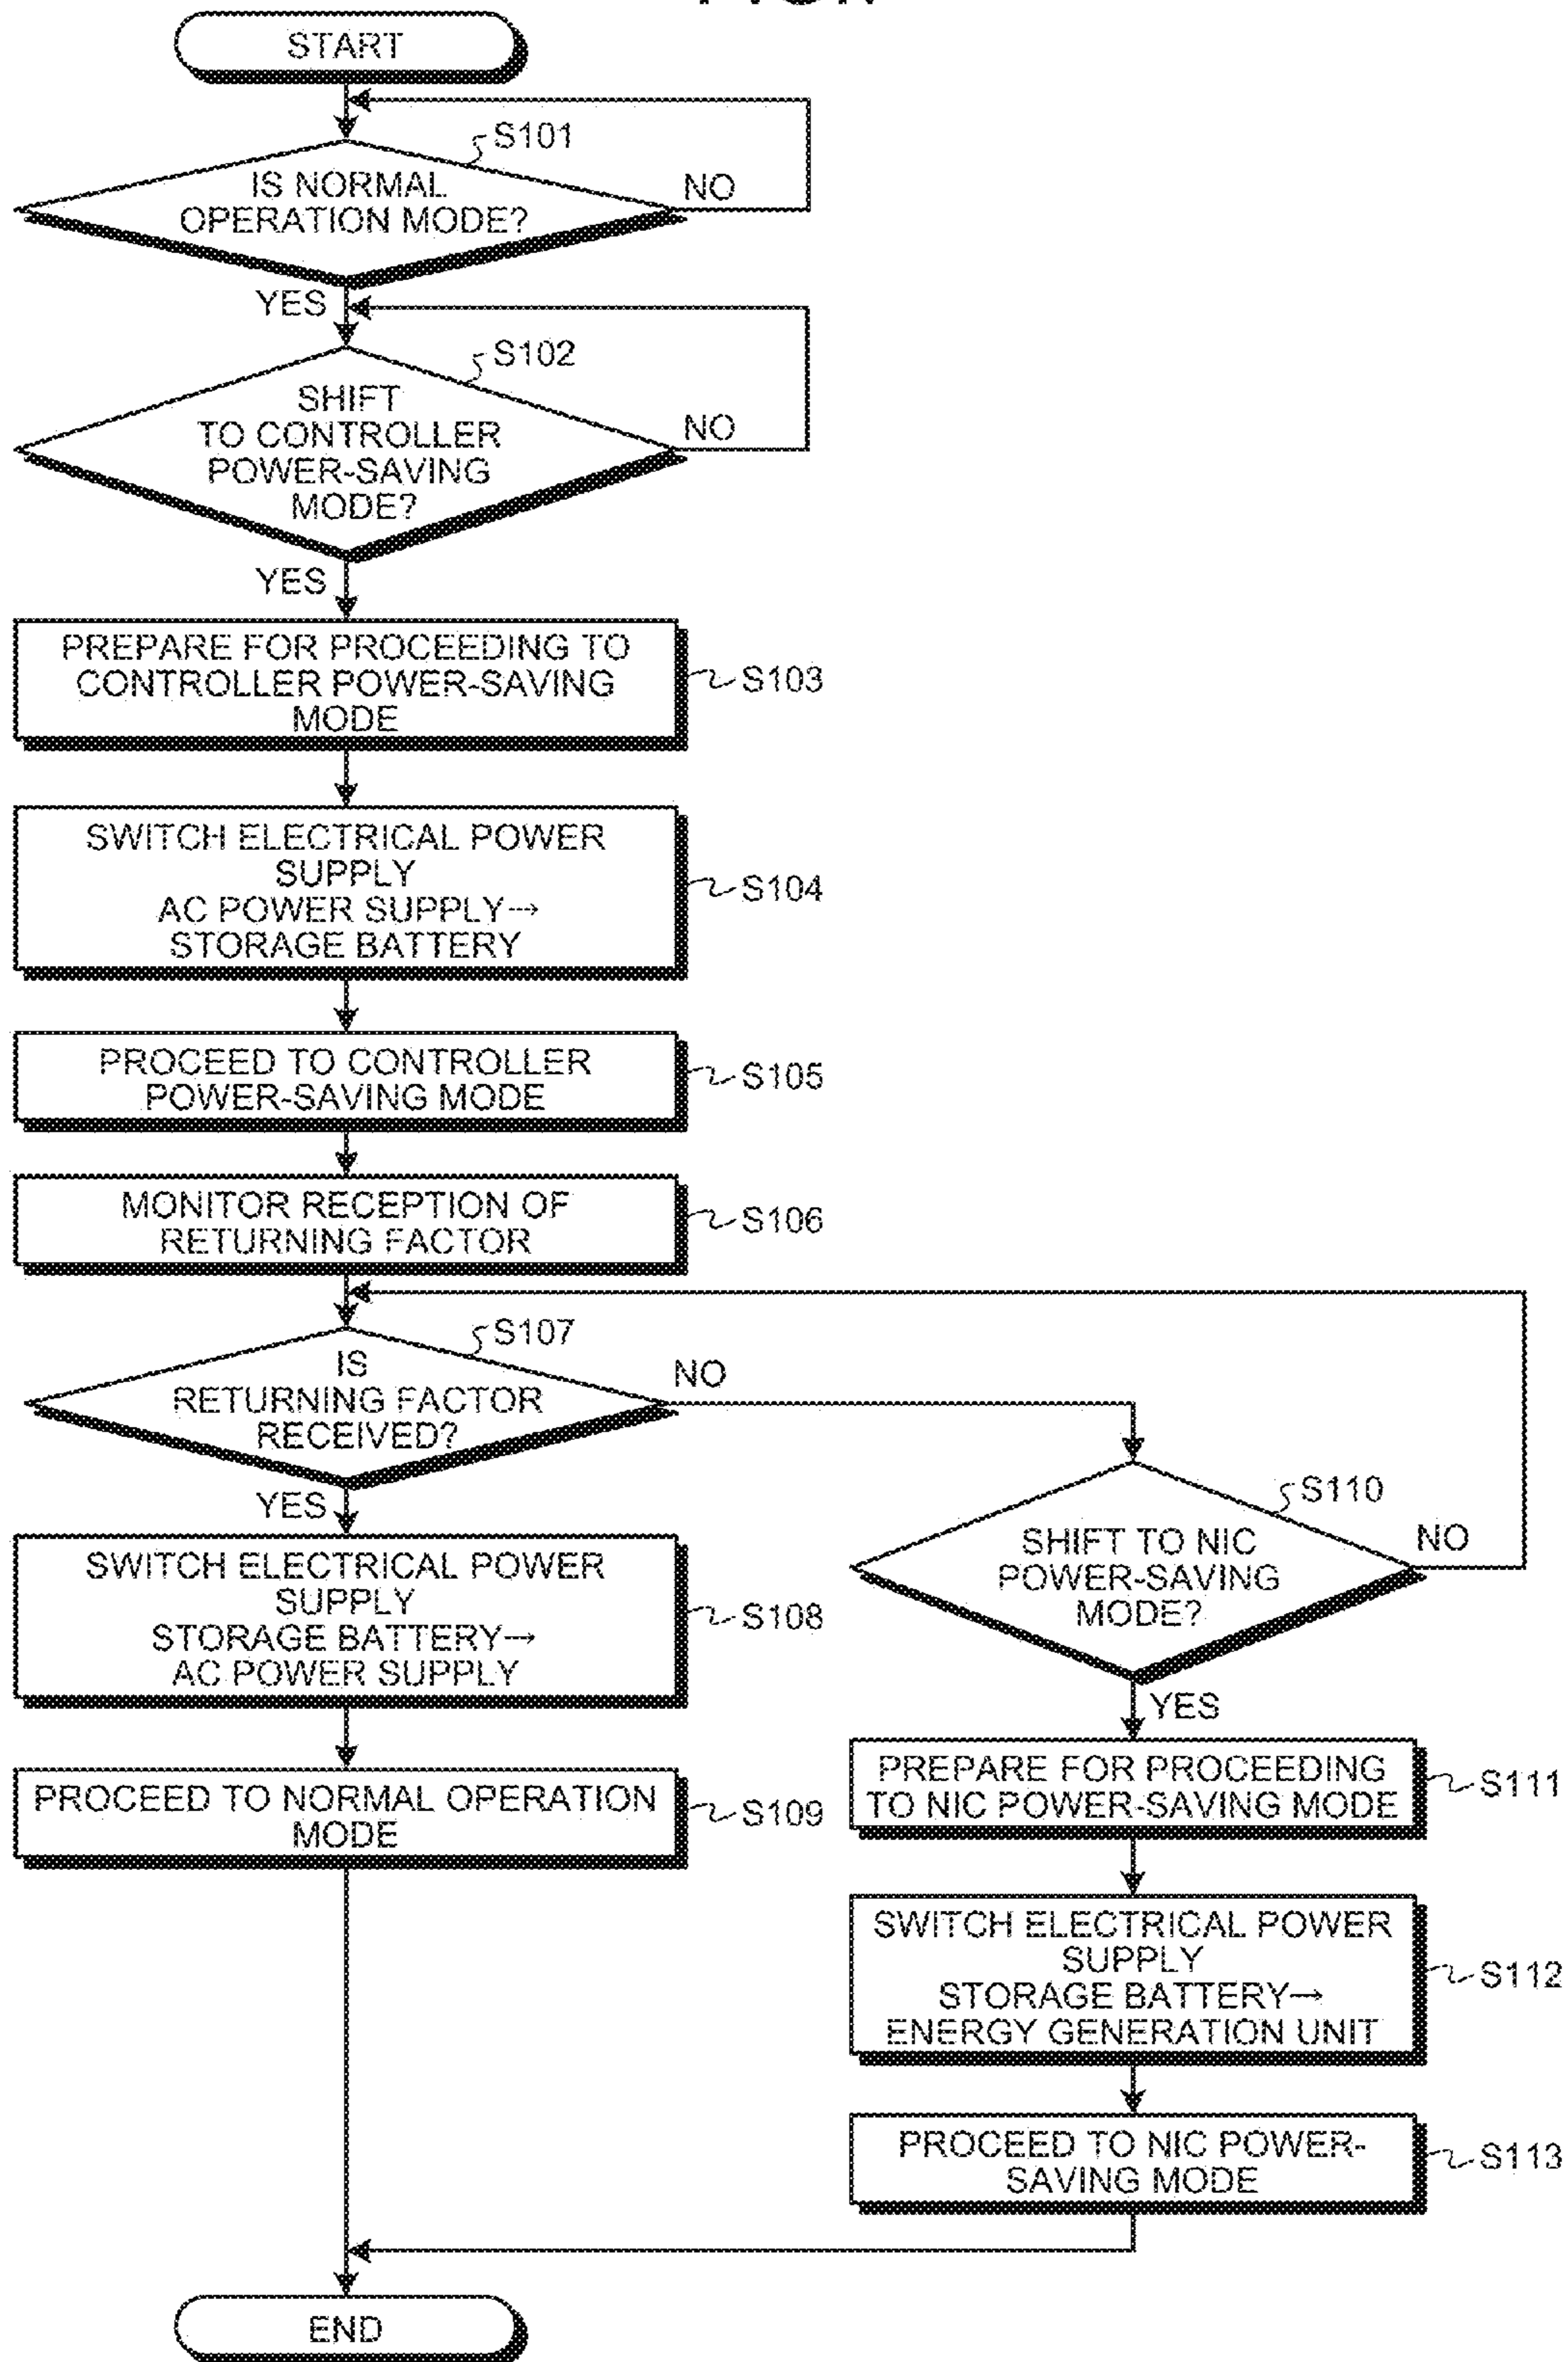 START
S101
IS NORMAL
OPERATION MODE?
NO
YES
S102
SHIFT
TO CONTROLLER
POWER-SAVING
MODE?
NO
YES
PREPARE FOR PROCEEDING TO
CONTROLLER POWER-SAVING
MODE
S103
SWITCH ELECTRICAL POWER
SUPPLY
AC POWER SUPPLY→
STORAGE BATTERY
S104
PROCEED TO CONTROLLER
POWER-SAVING MODE
S105
MONITOR RECEPTION OF
RETURNING FACTOR
S106
S107
IS
RETURNING FACTOR
RECEIVED?
NO
YES
SWITCH ELECTRICAL POWER
SUPPLY
STORAGE BATTERY→
AC POWER SUPPLY
S108
PROCEED TO NORMAL OPERATION
MODE
S109
S110
SHIFT TO NIC
POWER-SAVING
MODE?
NO
YES
PREPARE FOR PROCEEDING
TO NIC POWER-SAVING MODE
S111
SWITCH ELECTRICAL POWER
SUPPLY
STORAGE BATTERY→
ENERGY GENERATION UNIT
S112
PROCEED TO NIC POWER-
SAVING MODE
S113
END